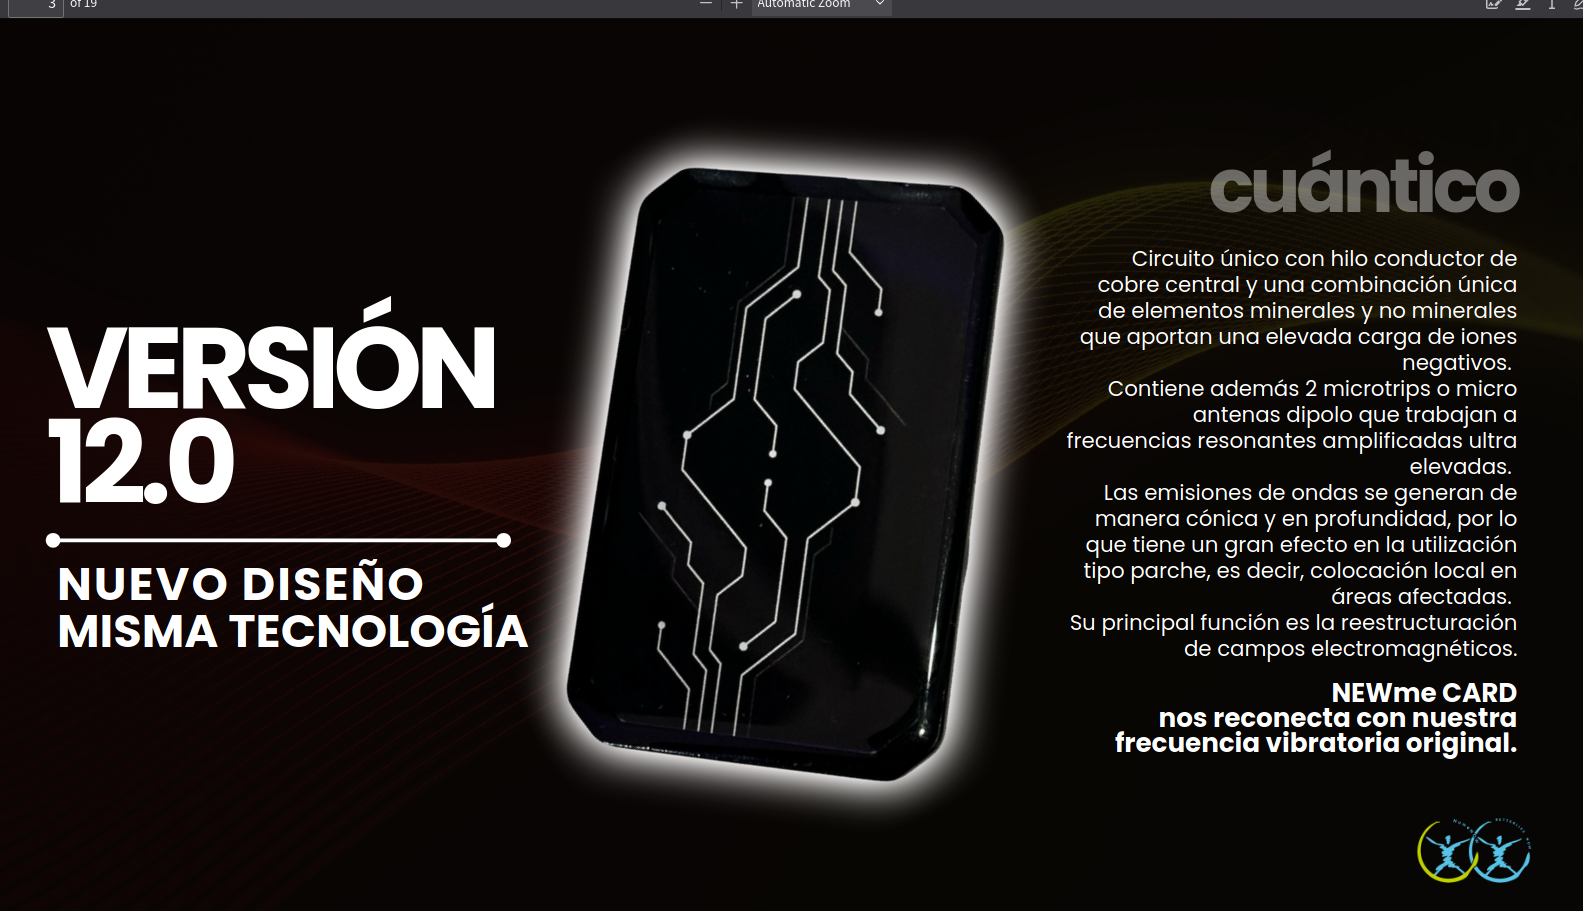 3 of 19 Automatic Zoom
VERSIÓN
12.0
NUEVO DISEÑO
MISMA TECNOLOGÍA
cuántico
Circuito único con hilo conductor de
cobre central y una combinación única
de elementos minerales y no minerales
que aportan una elevada carga de iones
negativos.
Contiene además 2 microtrips o micro
antenas dipolo que trabajan a
frecuencias resonantes amplificadas ultra
elevadas.
Las emisiones de ondas se generan de
manera cónica y en profundidad, por lo
que tiene un gran efecto en la utilización
tipo parche, es decir, colocación local en
áreas afectadas.
Su principal función es la reestructuración
de campos electromagnéticos.
NEWme CARD
nos reconecta con nuestra
frecuencia vibratoria original.